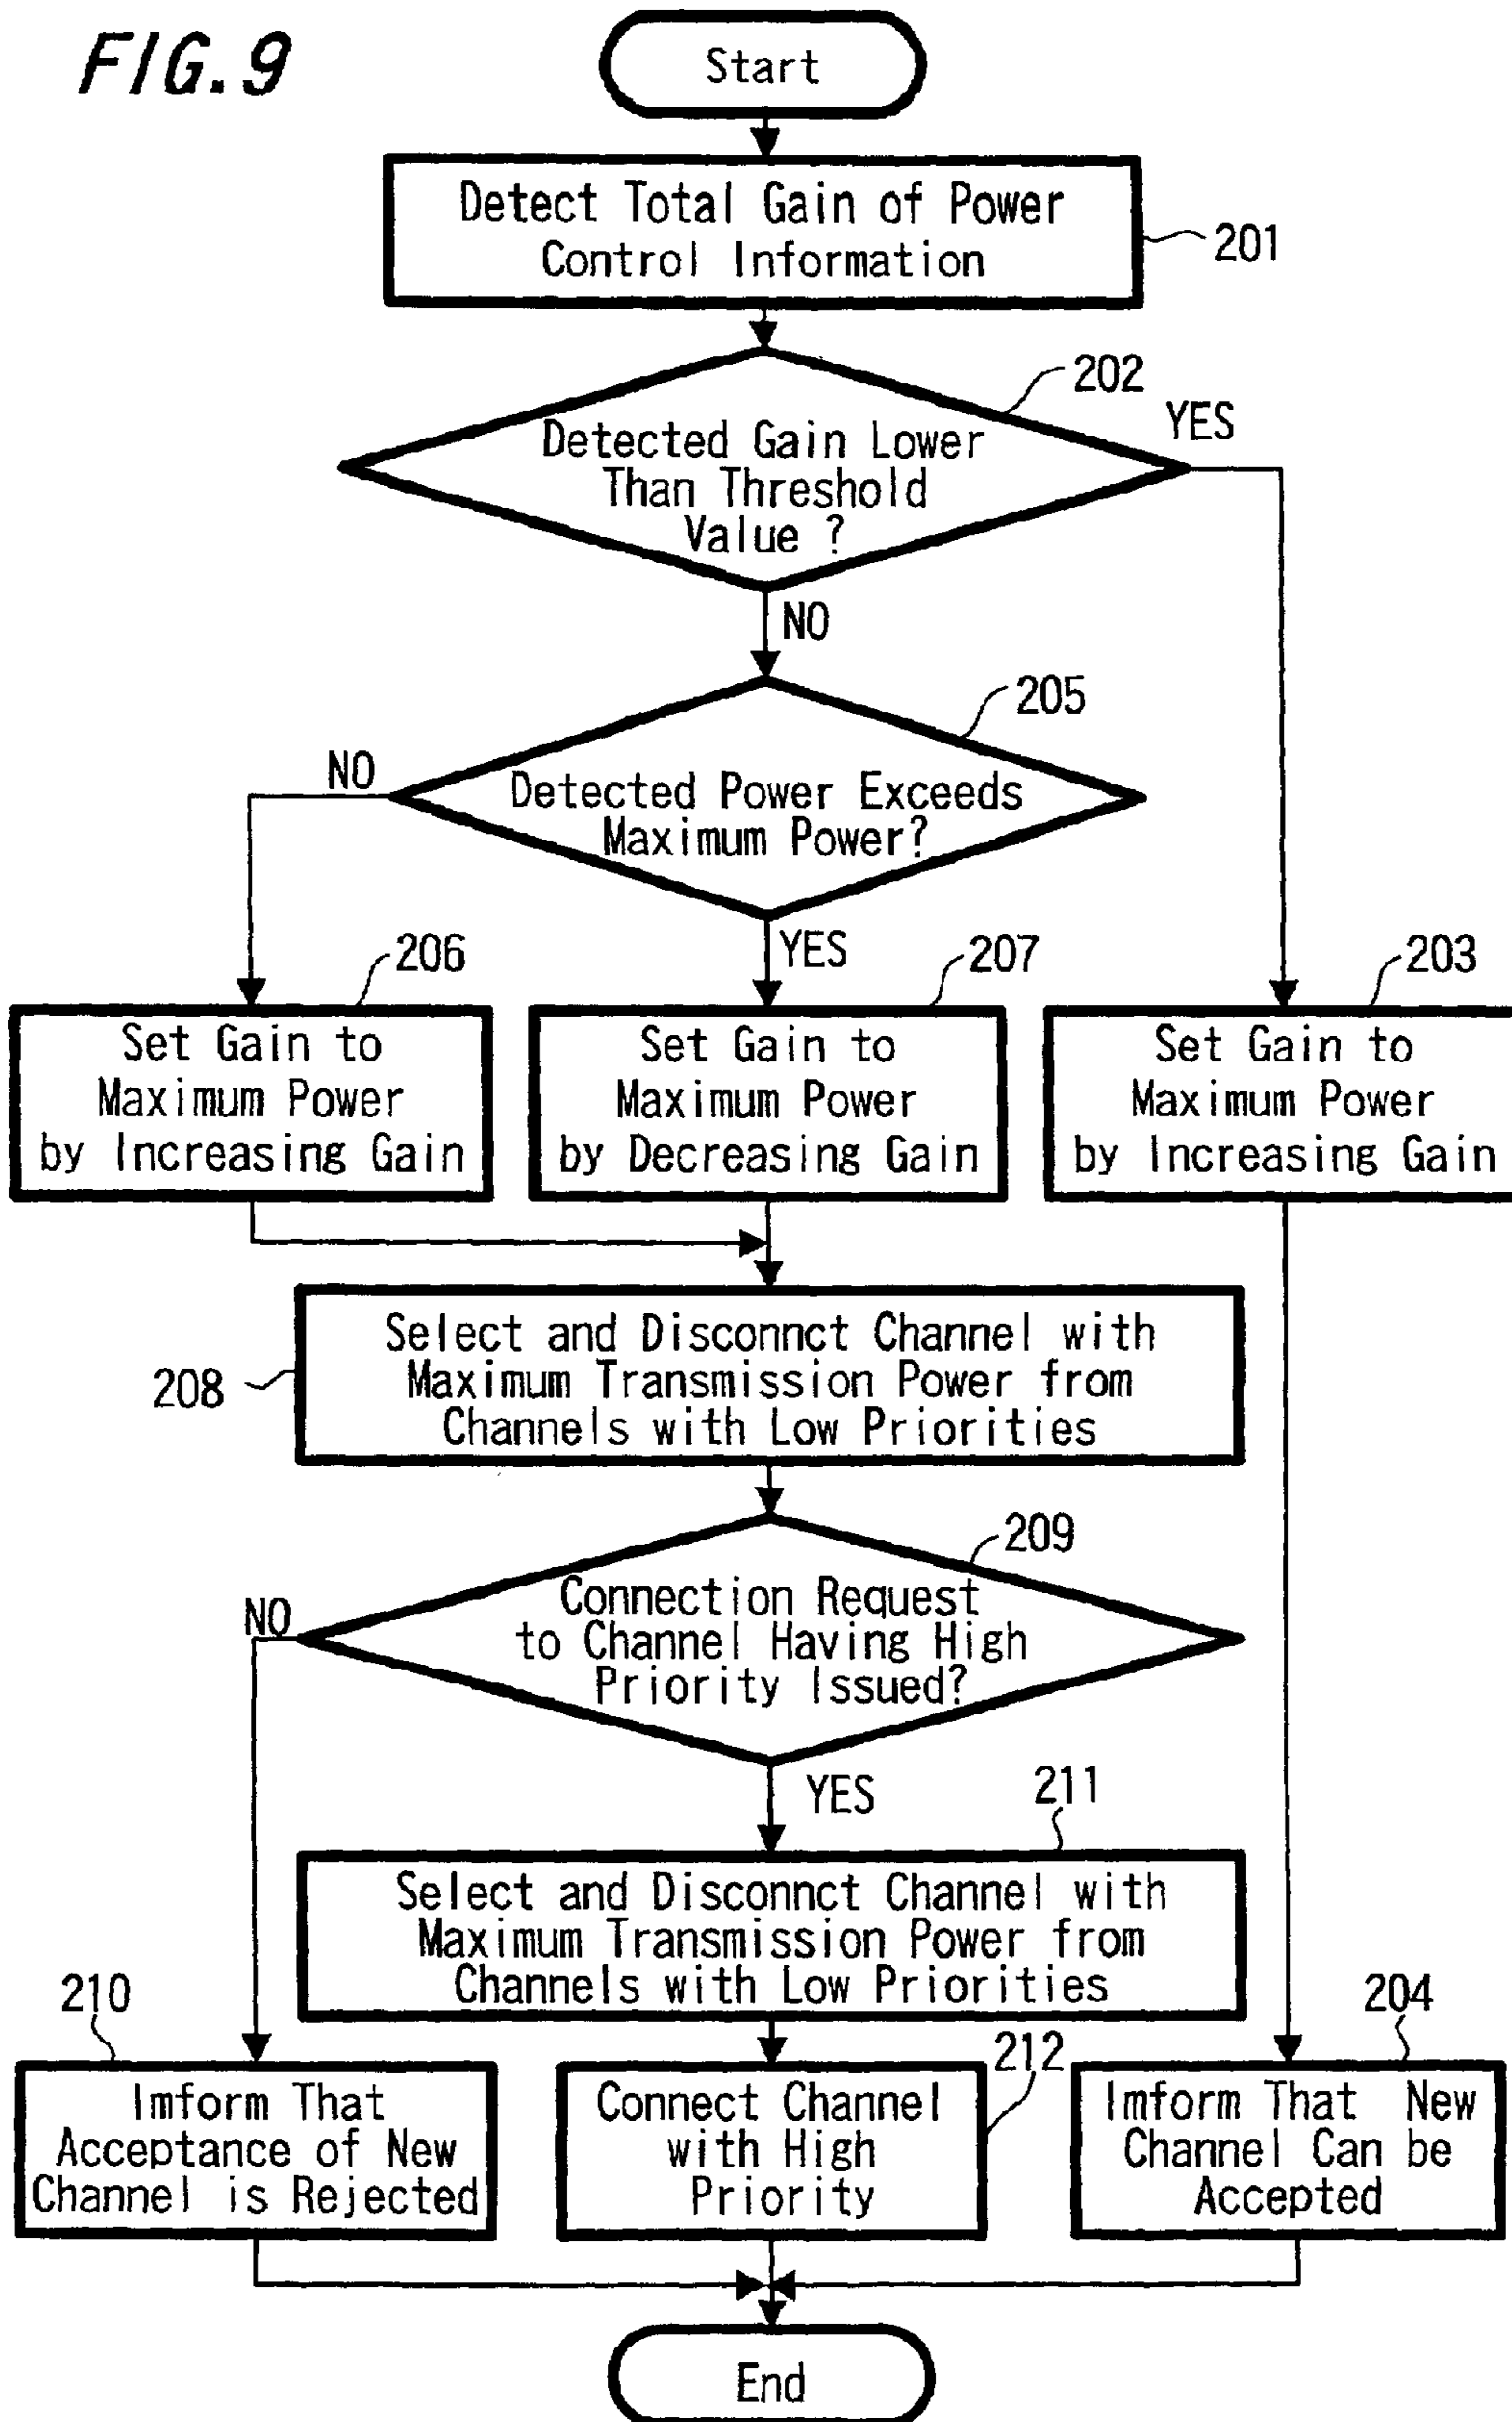 FIG.9
Start
Detect Total Gain of Power
Control Information
201
202
Detected Gain Lower
Than Threshold
Value ?
YES
NO
205
Detected Power Exceeds
Maximum Power?
NO
YES
206
Set Gain to
Maximum Power
by Increasing Gain
207
Set Gain to
Maximum Power
by Decreasing Gain
203
Set Gain to
Maximum Power
by Increasing Gain
208
Select and Disconnct Channel with
Maximum Transmission Power from
Channels with Low Priorities
209
Connection Request
to Channel Having High
Priority Issued?
NO
YES
211
Select and Disconnct Channel with
Maximum Transmission Power from
Channels with Low Priorities
210
Imform That
Acceptance of New
Channel is Rejected
212
Connect Channel
with High
Priority
204
Imform That New
Channel Can be
Accepted
End